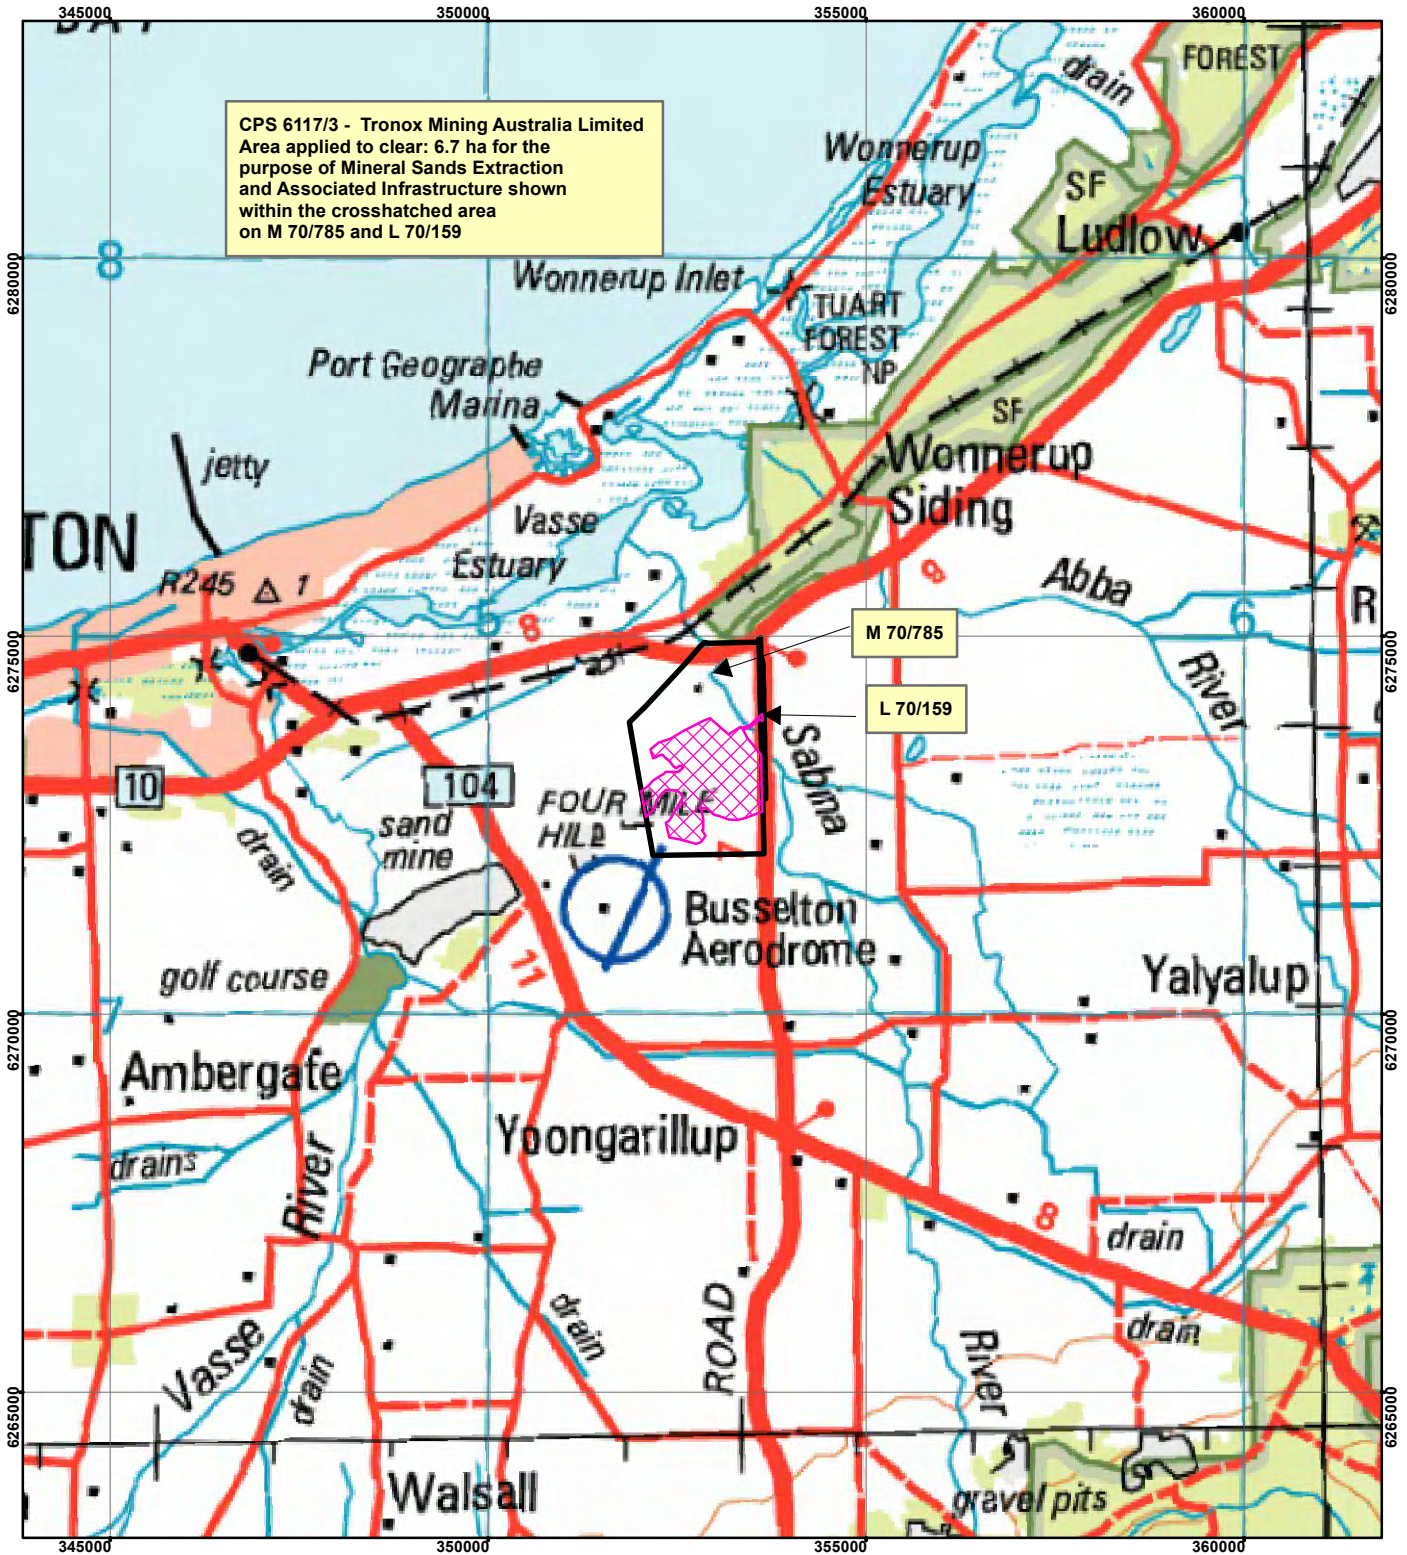 345000
350000
355000
360000
BAY
FOREST
drain
CPS 6117/3 - Tronox Mining Australia Limited
Area applied to clear: 6.7 ha for the
purpose of Mineral Sands Extraction
and Associated Infrastructure shown
within the crosshatched area
on M 70/785 and L 70/159
Wonnerup
Estuary
SF
Ludlow
8
6280000
6280000
Wonnerup Inlet
TUART
FOREST
NP
Port Geographe
Marina
SF
jetty
Wonnerup
Siding
TON
Vasse
Estuary
R245
1
9
Abba
R
8
6
M 70/785
6275000
6275000
River
L 70/159
Sabina
10
104
FOUR MILE
HILL
sand
mine
drain
7
Busselton
Aerodrome
11
golf course
Yalyalup
7
6270000
6270000
Ambergate
Yoongarillup
drains
River
8
drain
drain
drain
Vasse
drain
ROAD
River
6265000
6265000
Walsall
gravel pits
345000
350000
355000
360000